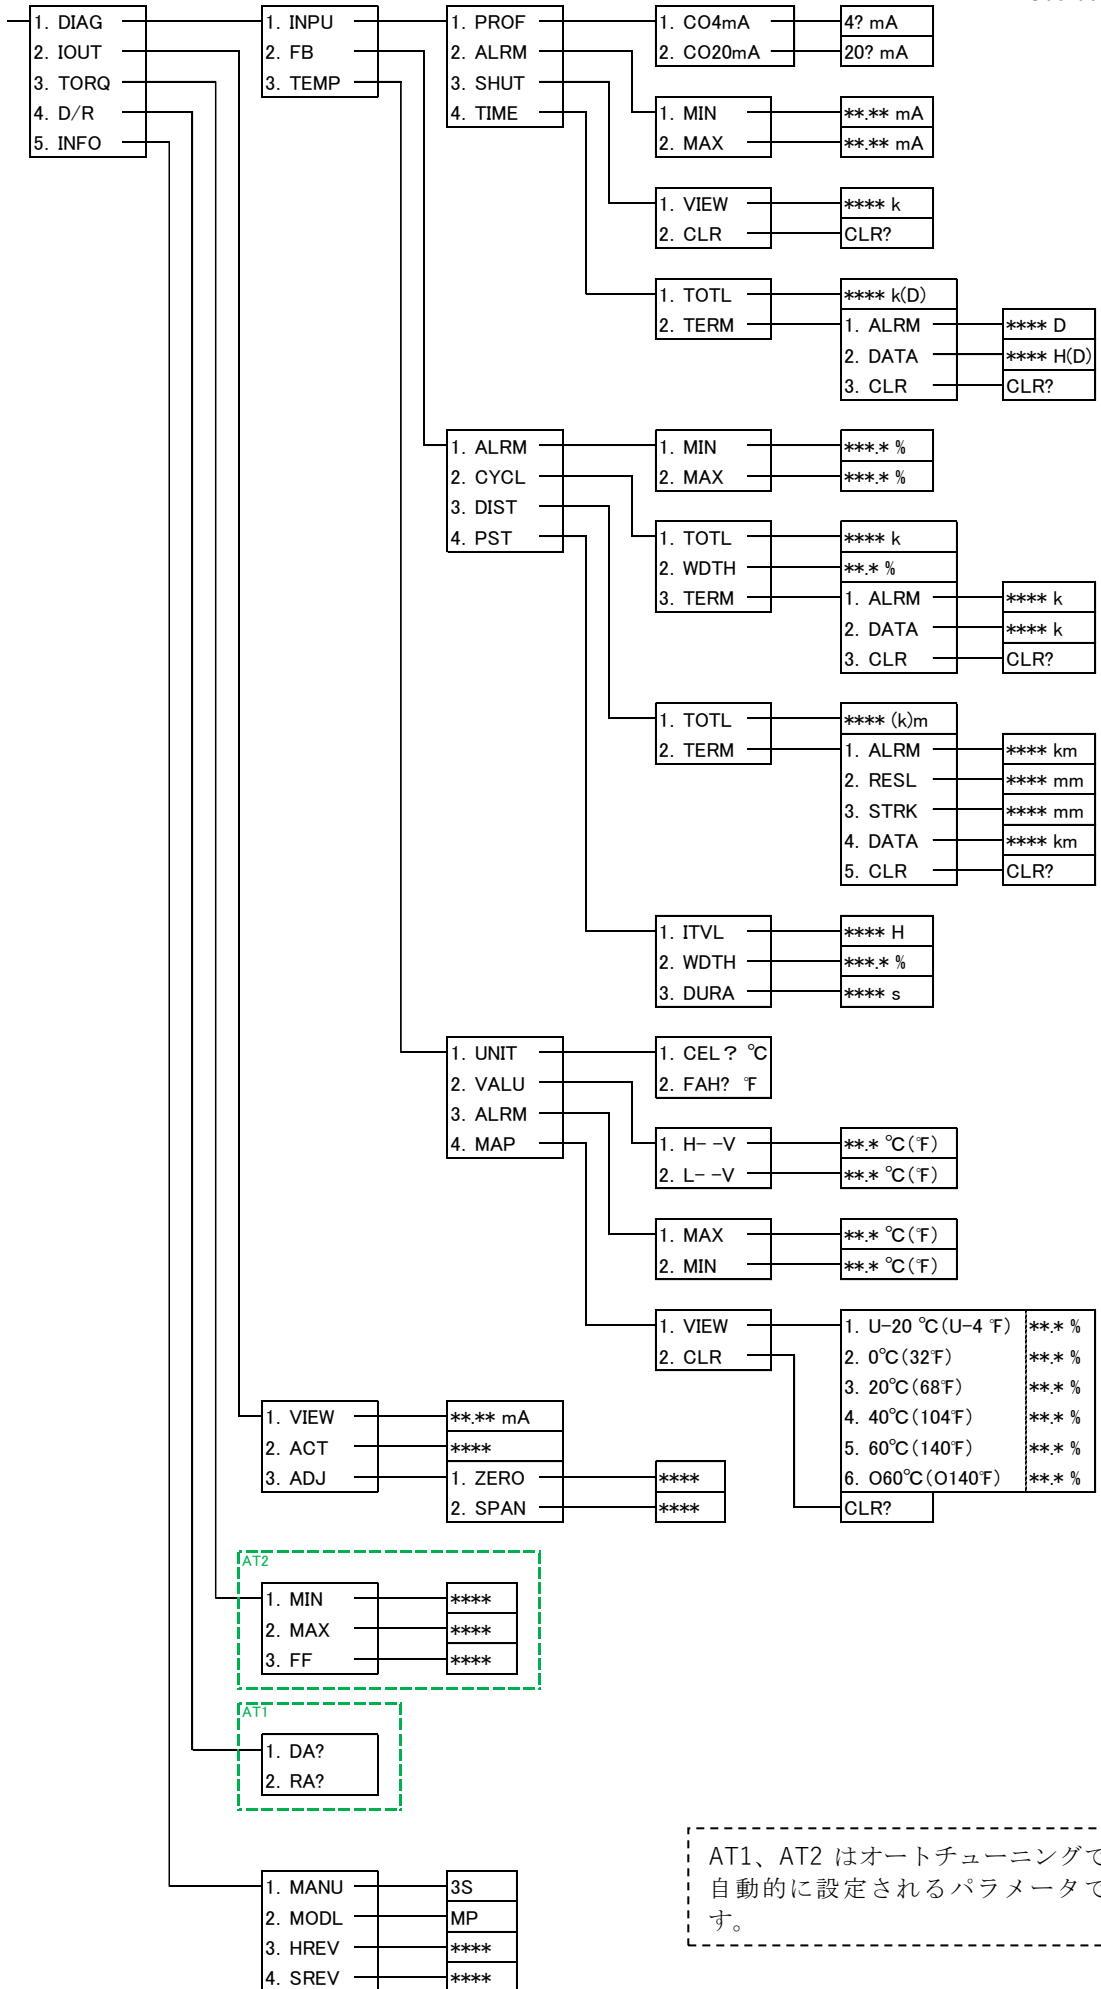 1. DIAG
2. IOUT
3. TORQ
4. D/R
5. INFO
1. INPU
2. FB
3. TEMP
1. PROF
2. ALRM
3. SHUT
4. TIME
1. CO4mA
2. CO20mA
4? mA
20? mA
1. MIN
2. MAX
**.** mA
**.** mA
1. VIEW
2. CLR
**** k
CLR?
1. TOTL
2. TERM
**** k(D)
1. ALRM
2. DATA
3. CLR
**** D
**** H(D)
CLR?
1. ALRM
2. CYCL
3. DIST
4. PST
1. MIN
2. MAX
***.* %
***.* %
1. TOTL
2. WDTH
3. TERM
**** k
**.* %
1. ALRM
2. DATA
3. CLR
**** k
**** k
CLR?
1. TOTL
2. TERM
**** (k)m
1. ALRM
2. RESL
3. STRK
4. DATA
5. CLR
**** km
**** mm
**** mm
**** km
CLR?
1. ITVL
2. WDTH
3. DURA
**** H
***.* %
**** s
1. UNIT
2. VALU
3. ALRM
4. MAP
1. CEL? ℃
2. FAH? ℉
1. H--V
2. L--V
**.* ℃(℉)
**.* ℃(℉)
1. MAX
2. MIN
**.* ℃(℉)
**.* ℃(℉)
1. VIEW
2. CLR
1. U-20 ℃(U-4 ℉) **.* %
2. 0℃(32℉) **.* %
3. 20℃(68℉) **.* %
4. 40℃(104℉) **.* %
5. 60℃(140℉) **.* %
6. O60℃(O140℉) **.* %
CLR?
1. VIEW
2. ACT
3. ADJ
**.** mA
****
1. ZERO
2. SPAN
****
****
AT2
1. MIN
2. MAX
3. FF
****
****
****
AT1
1. DA?
2. RA?
1. MANU
2. MODL
3. HREV
4. SREV
3S
MP
****
****
AT1、AT2 はオートチューニングで
自動的に設定されるパラメータで
す。